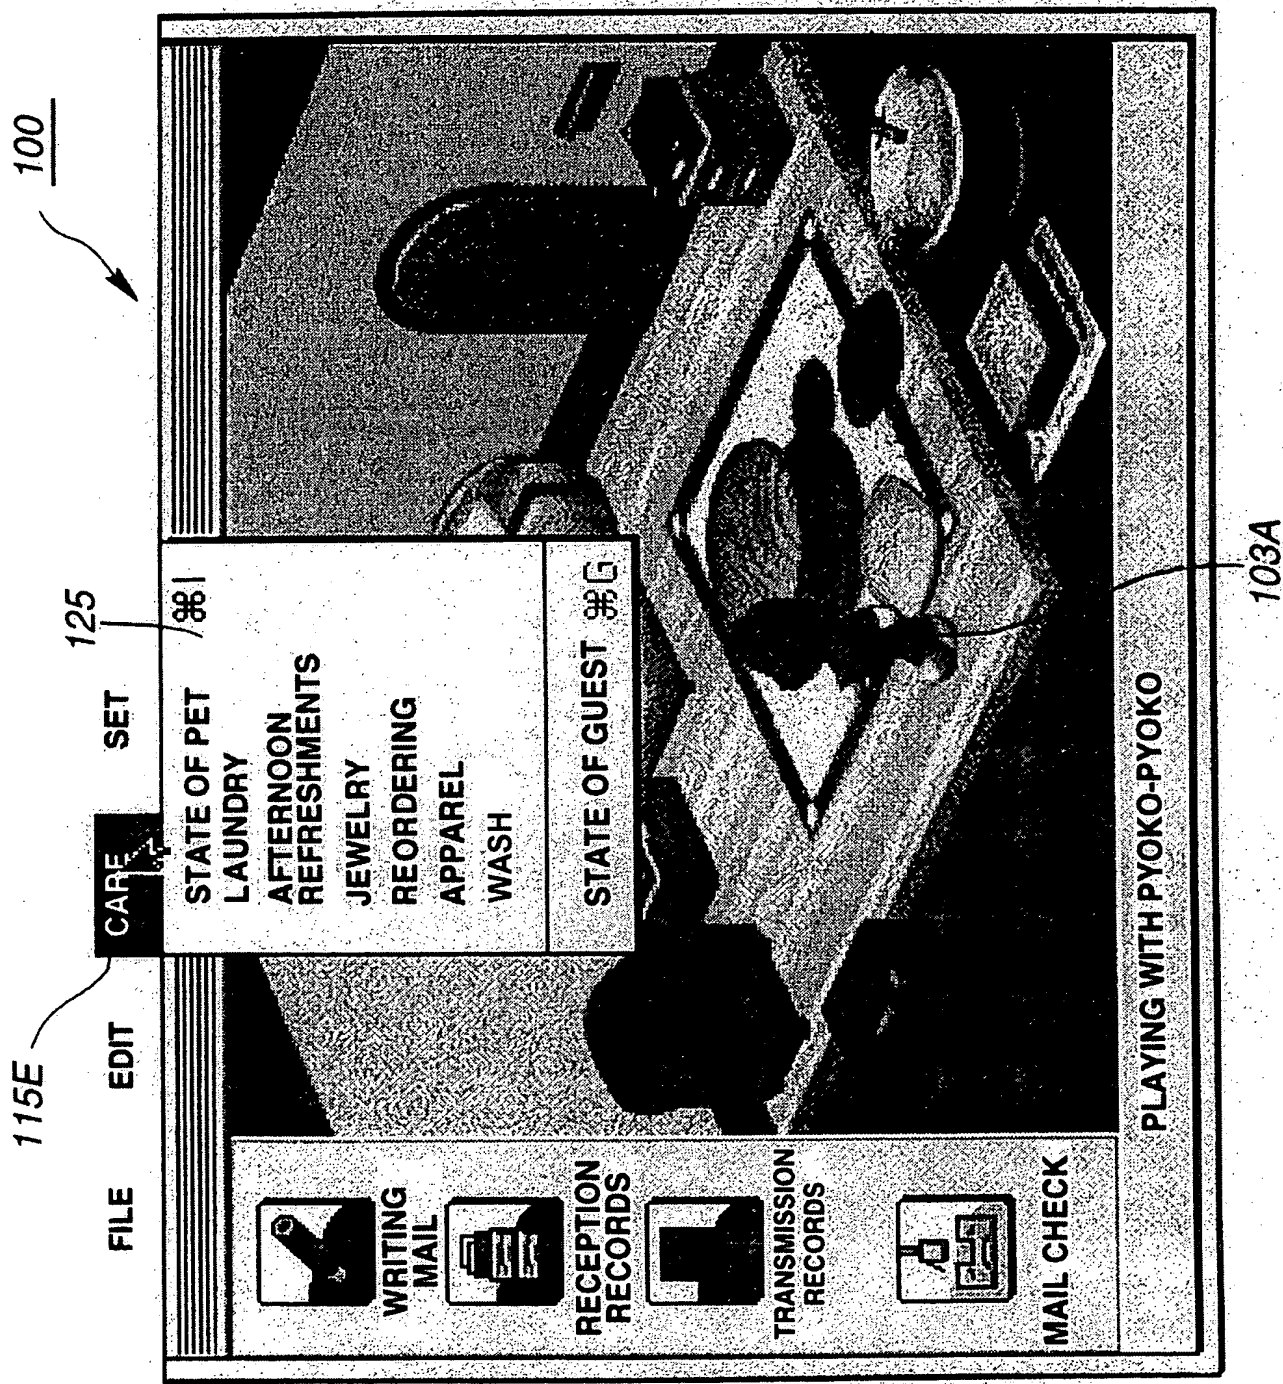 100
115E
125
FILE EDIT CARE SET
STATE OF PET ⌘I
LAUNDRY
AFTERNOON
REFRESHMENTS
JEWELRY
REORDERING
APPAREL
WASH
STATE OF GUEST ⌘G
WRITING
MAIL
RECEPTION
RECORDS
TRANSMISSION
RECORDS
MAIL CHECK
PLAYING WITH PYOKO-PYOKO
103A